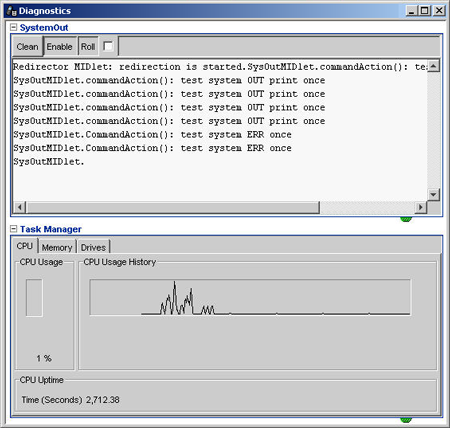 Diagnostics
SystemOut
Clean Enable Roll
Redirector MIDlet: redirection is started.SysOutMIDlet.commandAction(): tes
SysOutMIDlet.commandAction(): test system OUT print once
SysOutMIDlet.commandAction(): test system OUT print once
SysOutMIDlet.commandAction(): test system OUT print once
SysOutMIDlet.commandAction(): test system OUT print once
SysOutMIDlet.CommandAction(): test system ERR once
SysOutMIDlet.CommandAction(): test system ERR once
SysOutMIDlet.
Task Manager
CPU Memory Drives
CPU Usage CPU Usage History
1 %
CPU Uptime
Time (Seconds) 2,712.38